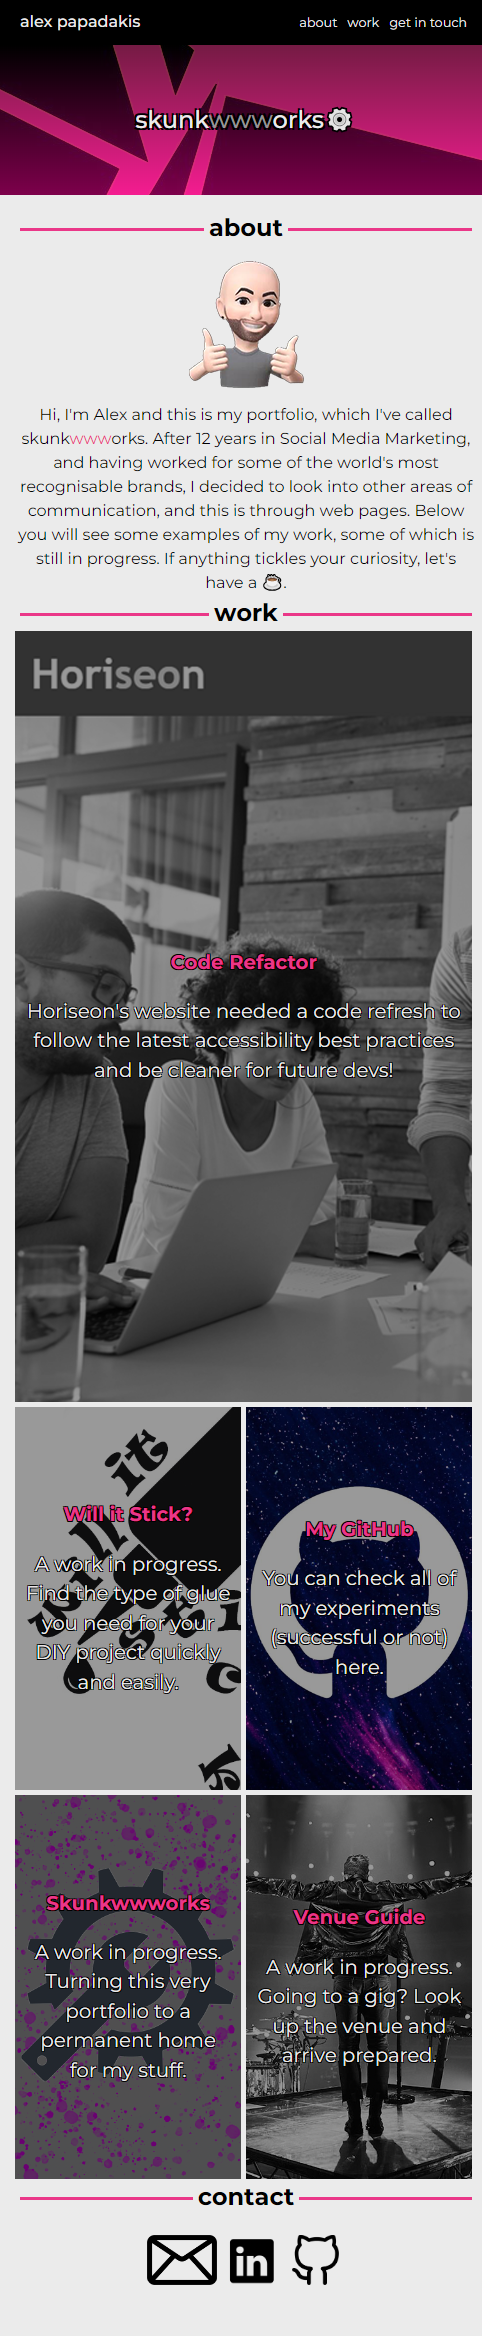 alex papadakis
about work get in touch
skunkwwworks
about
Hi, I'm Alex and this is my portfolio, which I've called
skunkwwworks. After 12 years in Social Media Marketing,
and having worked for some of the world's most
recognisable brands, I decided to look into other areas of
communication, and this is through web pages. Below
you will see some examples of my work, some of which is
still in progress. If anything tickles your curiosity, let's
have a ☕.
work
Horiseon
Code Refactor
Horiseon's website needed a code refresh to
follow the latest accessibility best practices
and be cleaner for future devs!
will it
stick
Will it Stick?
A work in progress.
Find the type of glue
you need for your
DIY project quickly
and easily.
My GitHub
You can check all of
my experiments
(successful or not)
here.
Skunkwwworks
A work in progress.
Turning this very
portfolio to a
permanent home
for my stuff.
Venue Guide
A work in progress.
Going to a gig? Look
up the venue and
arrive prepared.
contact
in